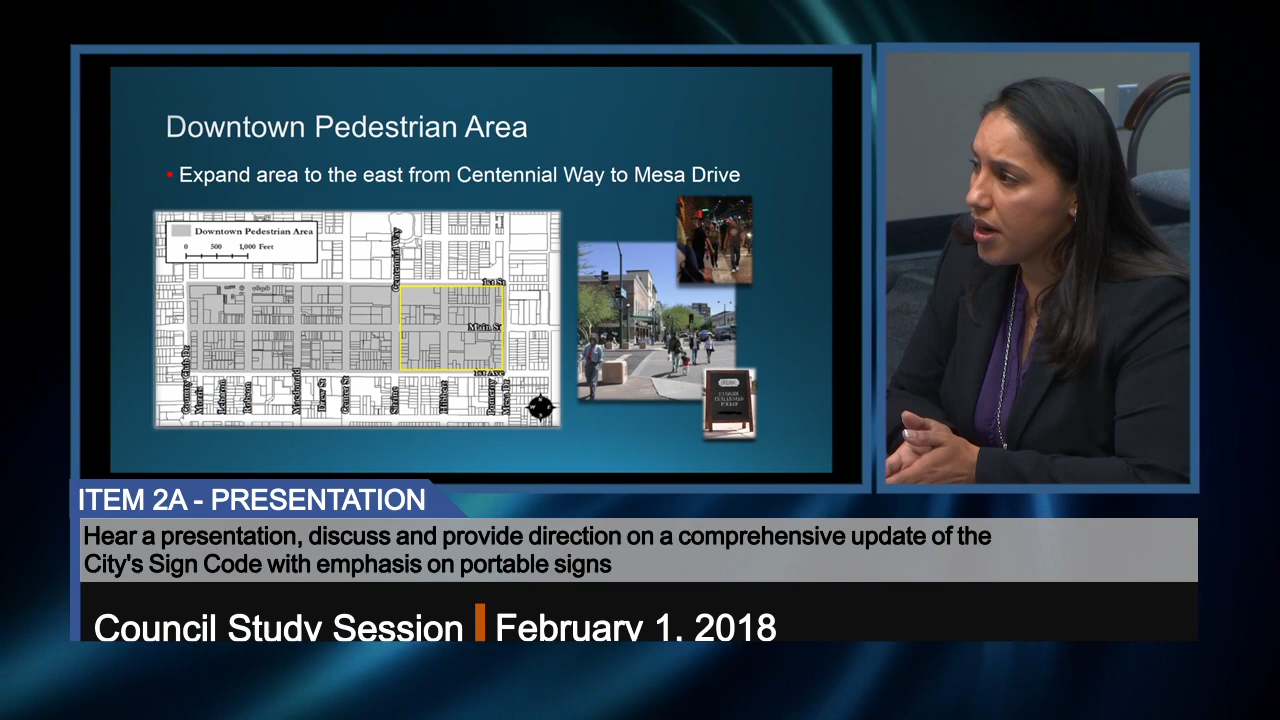 Downtown Pedestrian Area
• Expand area to the east from Centennial Way to Mesa Drive
Downtown Pedestrian Area
0 500 1,000 Feet
Centennial Way
1st St
Main St
1st Ave
Country Club Dr
Morris
Robson
Macdonald
Drew St
Center St
Sirrine
Hibbert
Pomeroy
Mesa Dr
ITEM 2A - PRESENTATION
Hear a presentation, discuss and provide direction on a comprehensive update of the
City's Sign Code with emphasis on portable signs
Council Study Session February 1, 2018